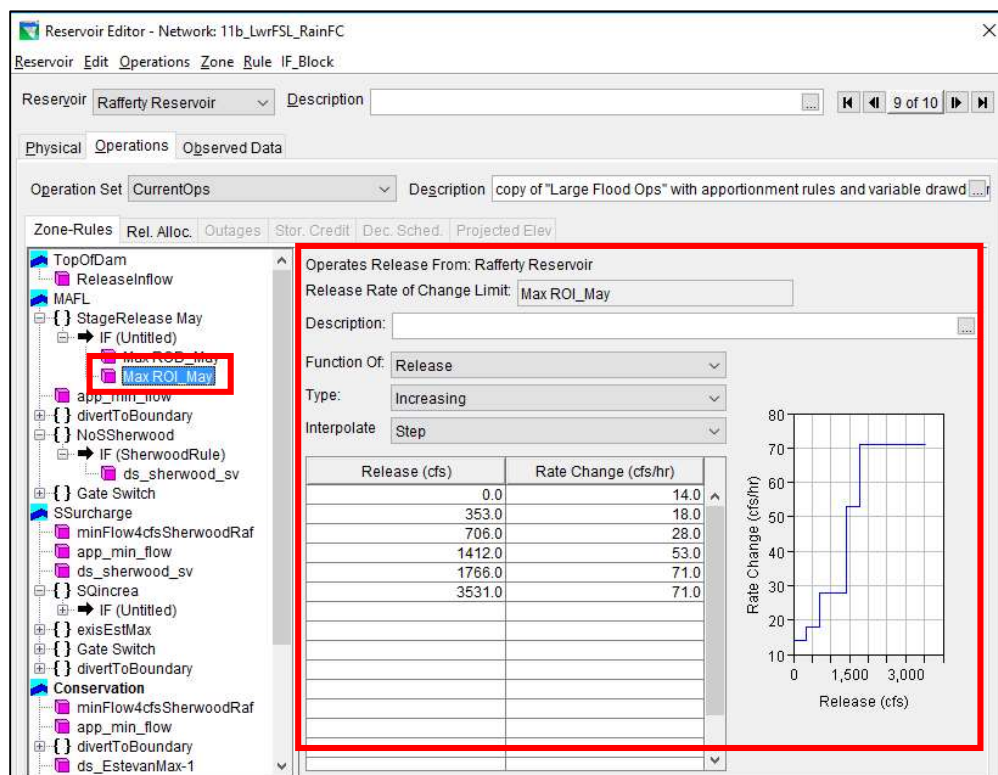 Reservoir Editor - Network: 11b_LwrFSL_RainFC
Reservoir Edit Operations Zone Rule IF_Block
Reservoir Rafferty Reservoir Description ... 9 of 10
Physical Operations Observed Data
Operation Set CurrentOps Description copy of "Large Flood Ops" with apportionment rules and variable drawd ...
Zone-Rules Rel. Alloc. Outages Stor. Credit Dec. Sched. Projected Elev
TopOfDam
ReleaseInflow
MAFL
{ } StageRelease May
IF (Untitled)
Max ROD_May
Max ROI_May
app_min_flow
{ } divertToBoundary
{ } NoSSherwood
IF (SherwoodRule)
ds_sherwood_sv
{ } Gate Switch
SSurcharge
minFlow4cfsSherwoodRaf
app_min_flow
ds_sherwood_sv
{ } SQincrea
IF (Untitled)
{ } exisEstMax
{ } Gate Switch
{ } divertToBoundary
Conservation
minFlow4cfsSherwoodRaf
app_min_flow
{ } divertToBoundary
ds_EstevanMax-1
Operates Release From: Rafferty Reservoir
Release Rate of Change Limit: Max ROI_May
Description: ...
Function Of: Release
Type: Increasing
Interpolate Step
Release (cfs) Rate Change (cfs/hr)
0.0 14.0
353.0 18.0
706.0 28.0
1412.0 53.0
1766.0 71.0
3531.0 71.0
Rate Change (cfs/hr)
80
70
60
50
40
30
20
10
0 1,500 3,000
Release (cfs)